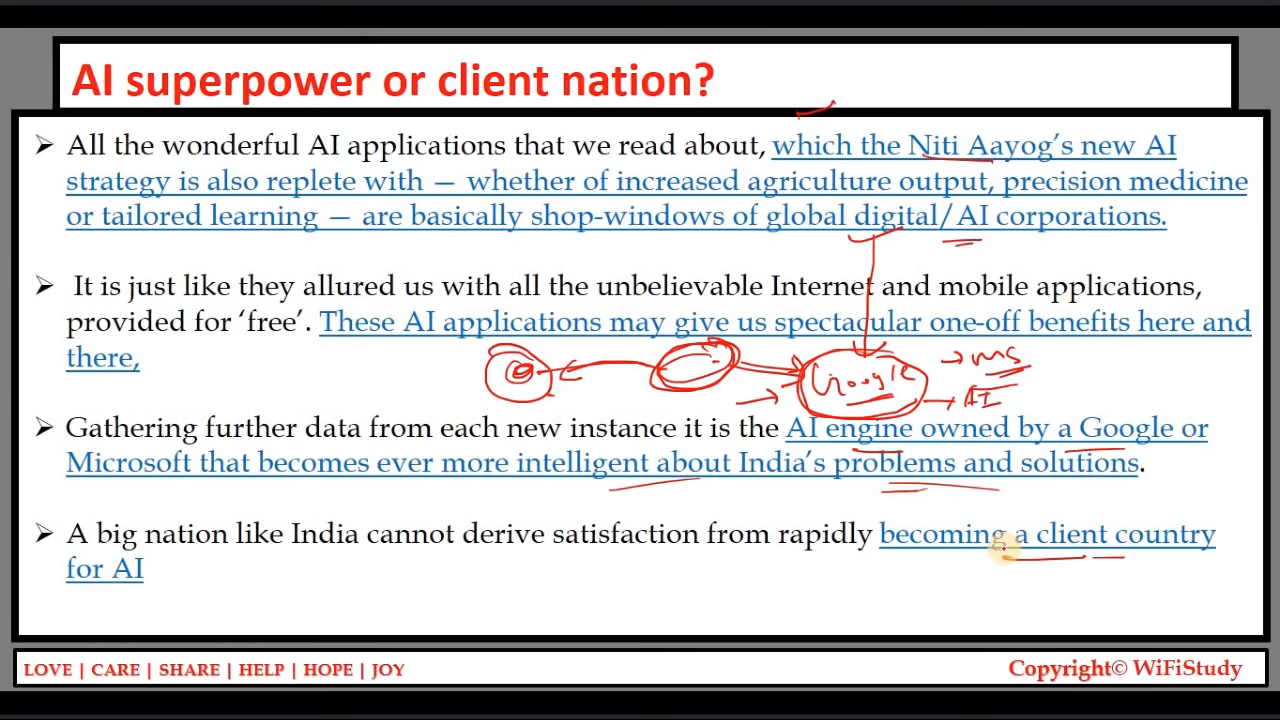 AI superpower or client nation?
➢ All the wonderful AI applications that we read about, which the Niti Aayog's new AI
strategy is also replete with — whether of increased agriculture output, precision medicine
or tailored learning — are basically shop-windows of global digital/AI corporations.
➢ It is just like they allured us with all the unbelievable Internet and mobile applications,
provided for 'free'. These AI applications may give us spectacular one-off benefits here and
there,
Google → MS
→ AI
➢ Gathering further data from each new instance it is the AI engine owned by a Google or
Microsoft that becomes ever more intelligent about India's problems and solutions.
➢ A big nation like India cannot derive satisfaction from rapidly becoming a client country
for AI
LOVE | CARE | SHARE | HELP | HOPE | JOY
Copyright© WiFiStudy